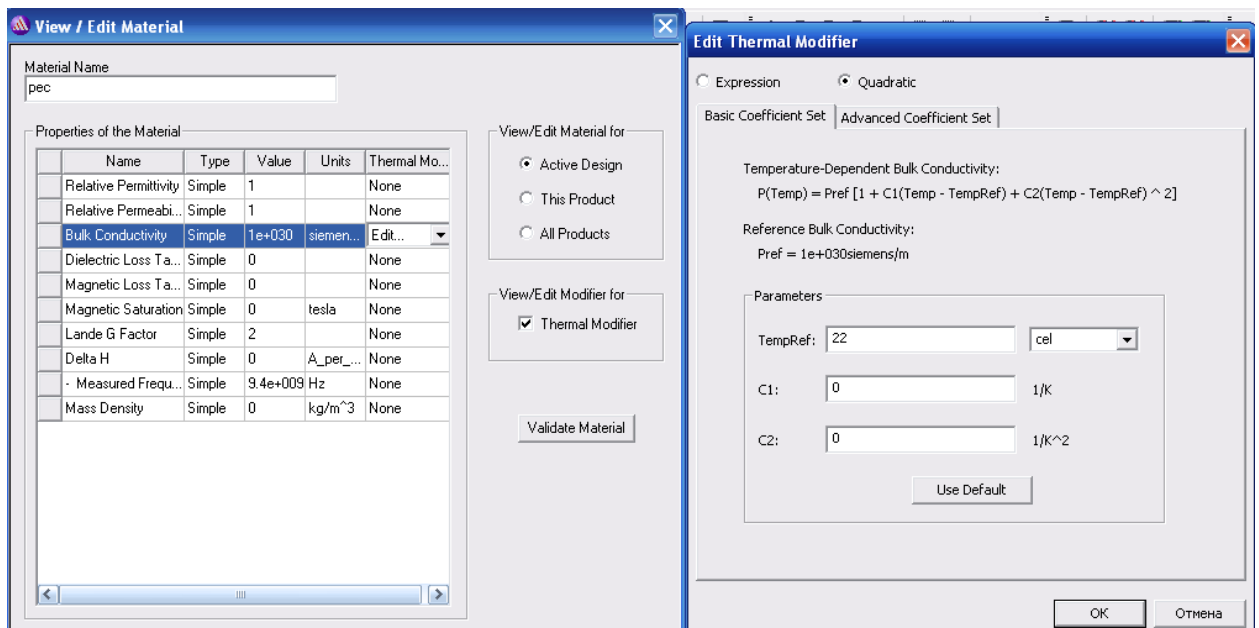 View / Edit Material
Material Name
pec
Properties of the Material
Name Type Value Units Thermal Mo...
Relative Permittivity Simple 1 None
Relative Permeabi... Simple 1 None
Bulk Conductivity Simple 1e+030 siemen... Edit...
Dielectric Loss Ta... Simple 0 None
Magnetic Loss Ta... Simple 0 None
Magnetic Saturation Simple 0 tesla None
Lande G Factor Simple 2 None
Delta H Simple 0 A_per_... None
- Measured Frequ... Simple 9.4e+009 Hz None
Mass Density Simple 0 kg/m^3 None
View/Edit Material for
Active Design
This Product
All Products
View/Edit Modifier for
Thermal Modifier
Validate Material
Edit Thermal Modifier
Expression Quadratic
Basic Coefficient Set Advanced Coefficient Set
Temperature-Dependent Bulk Conductivity:
P(Temp) = Pref [1 + C1(Temp - TempRef) + C2(Temp - TempRef) ^ 2]
Reference Bulk Conductivity:
Pref = 1e+030siemens/m
Parameters
TempRef: 22 cel
C1: 0 1/K
C2: 0 1/K^2
Use Default
OK Отмена